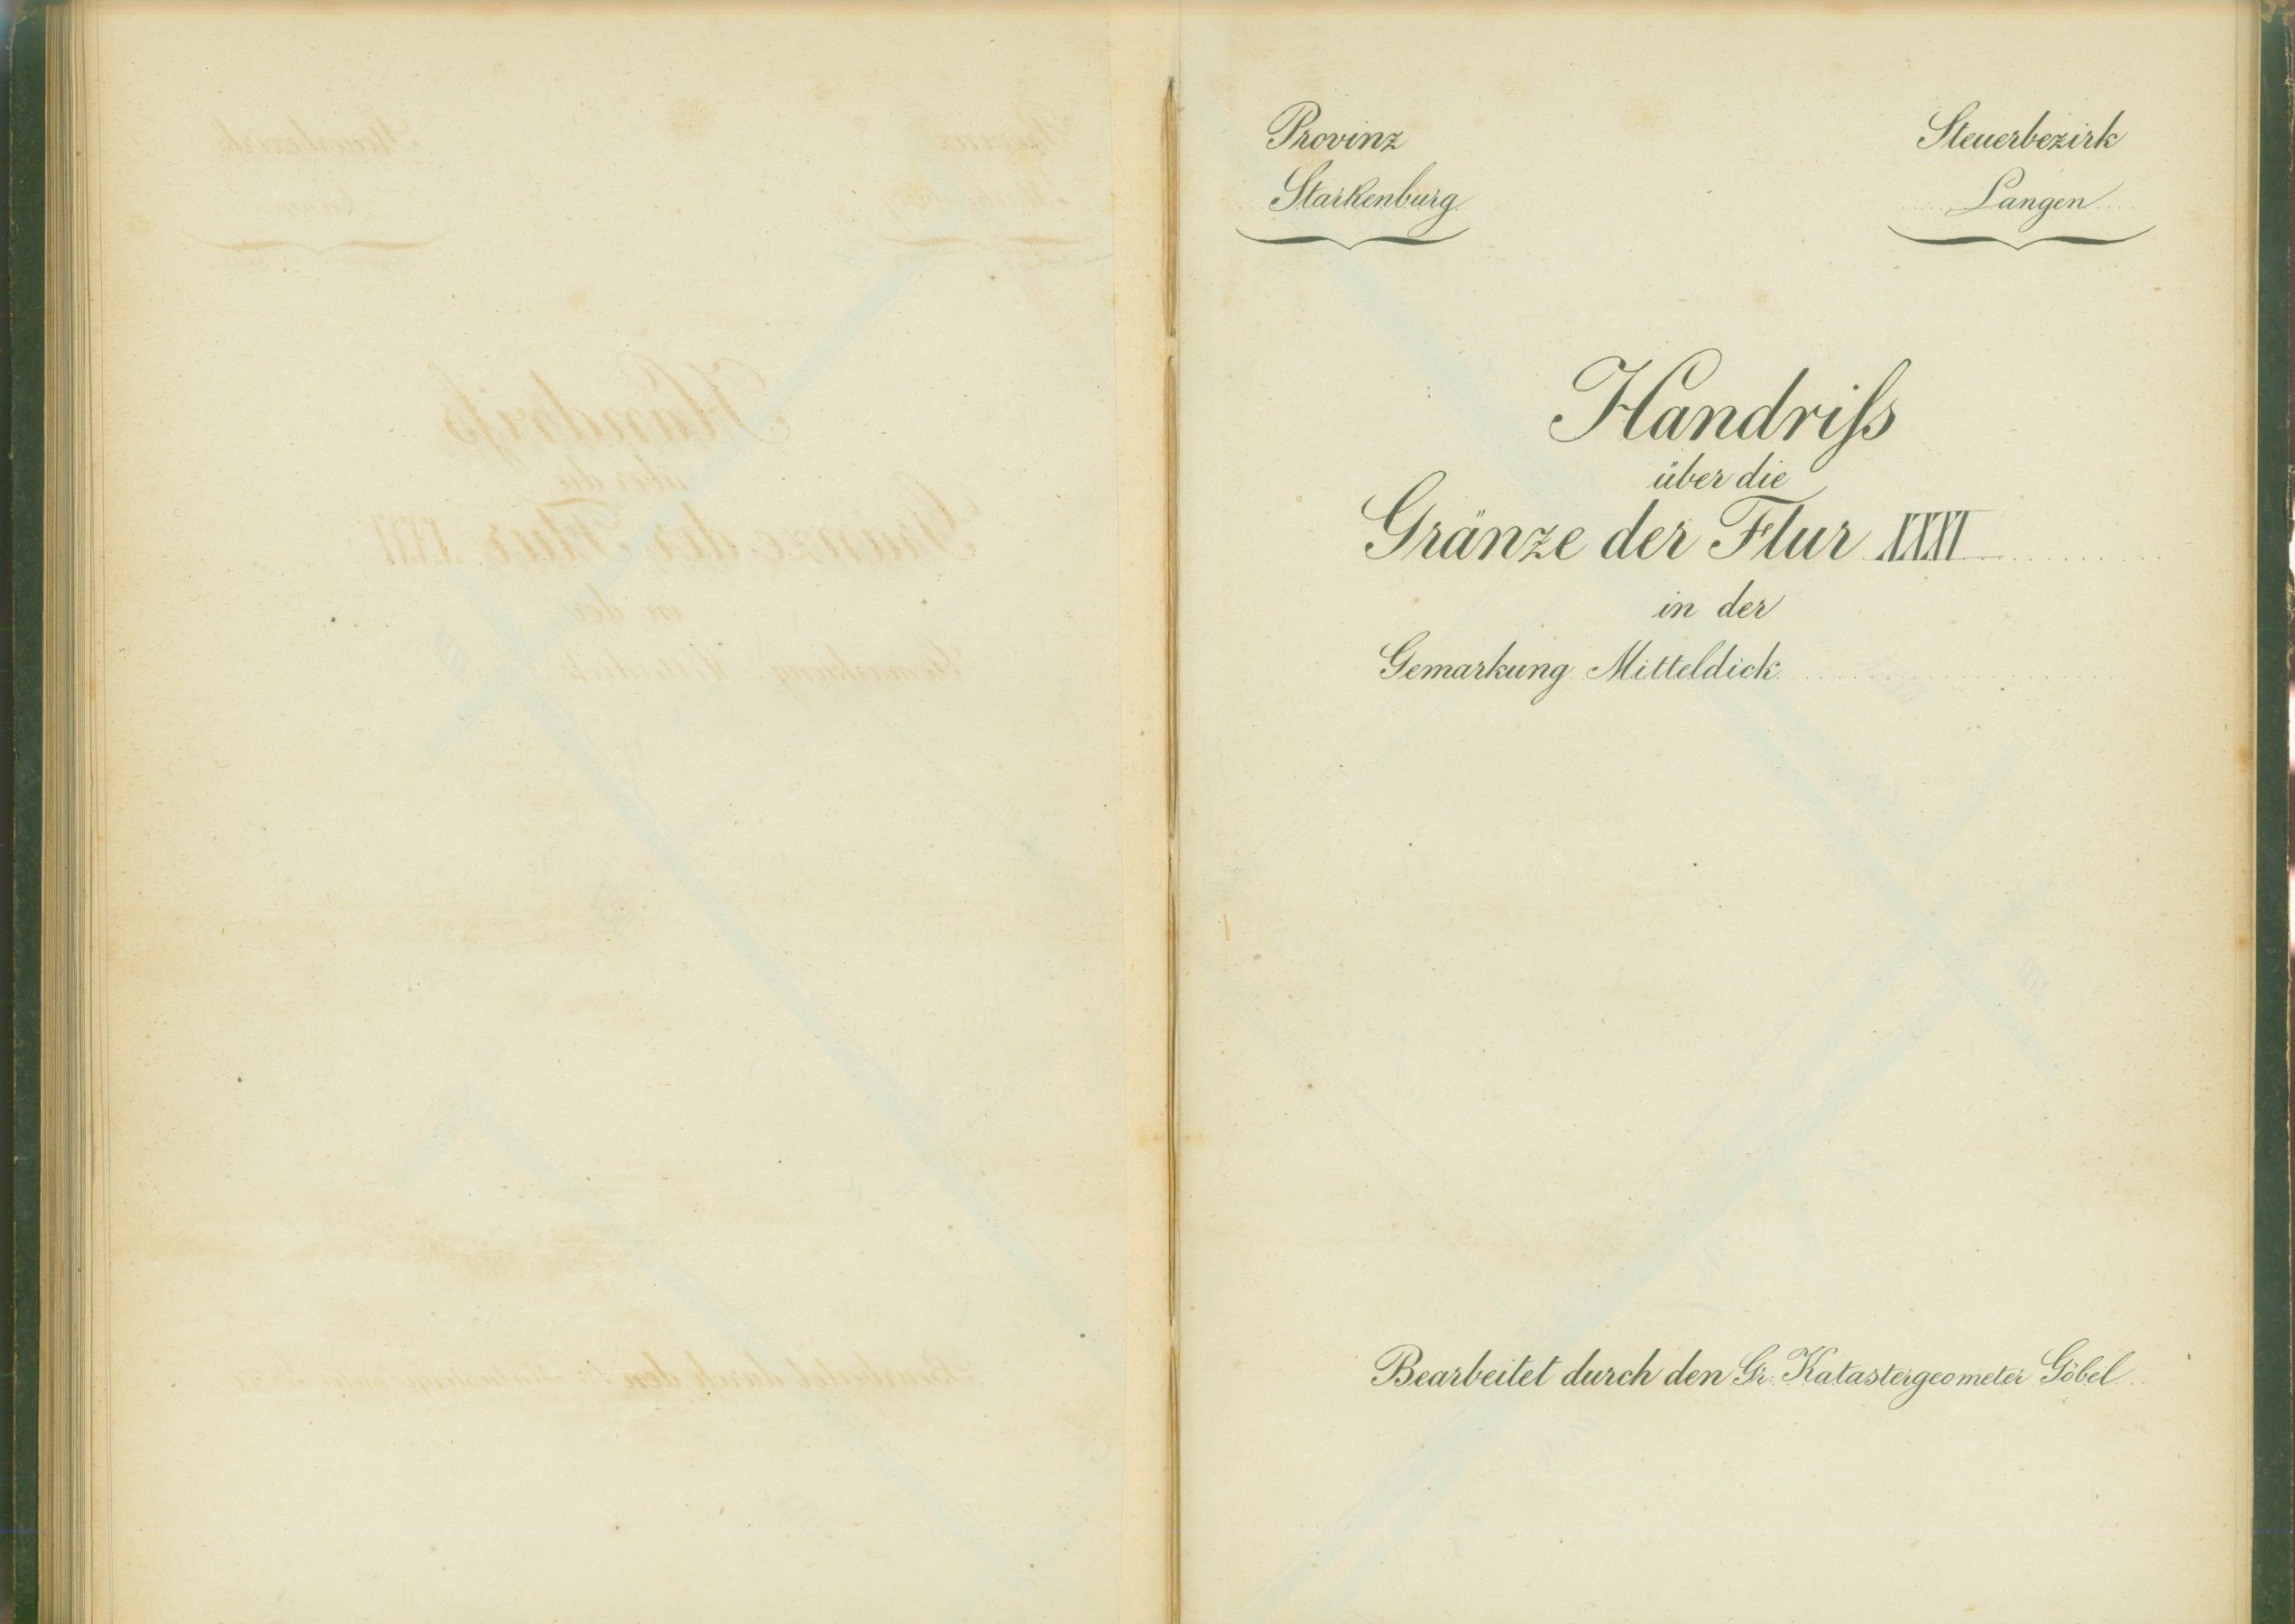 Provinz
Starkenburg
Steuerbezirk
Langen
Handriſs
über die
Gränze der Flur XXXI
in der
Gemarkung Mitteldick
Bearbeitet durch den Gr. Katastergeometer Göbel